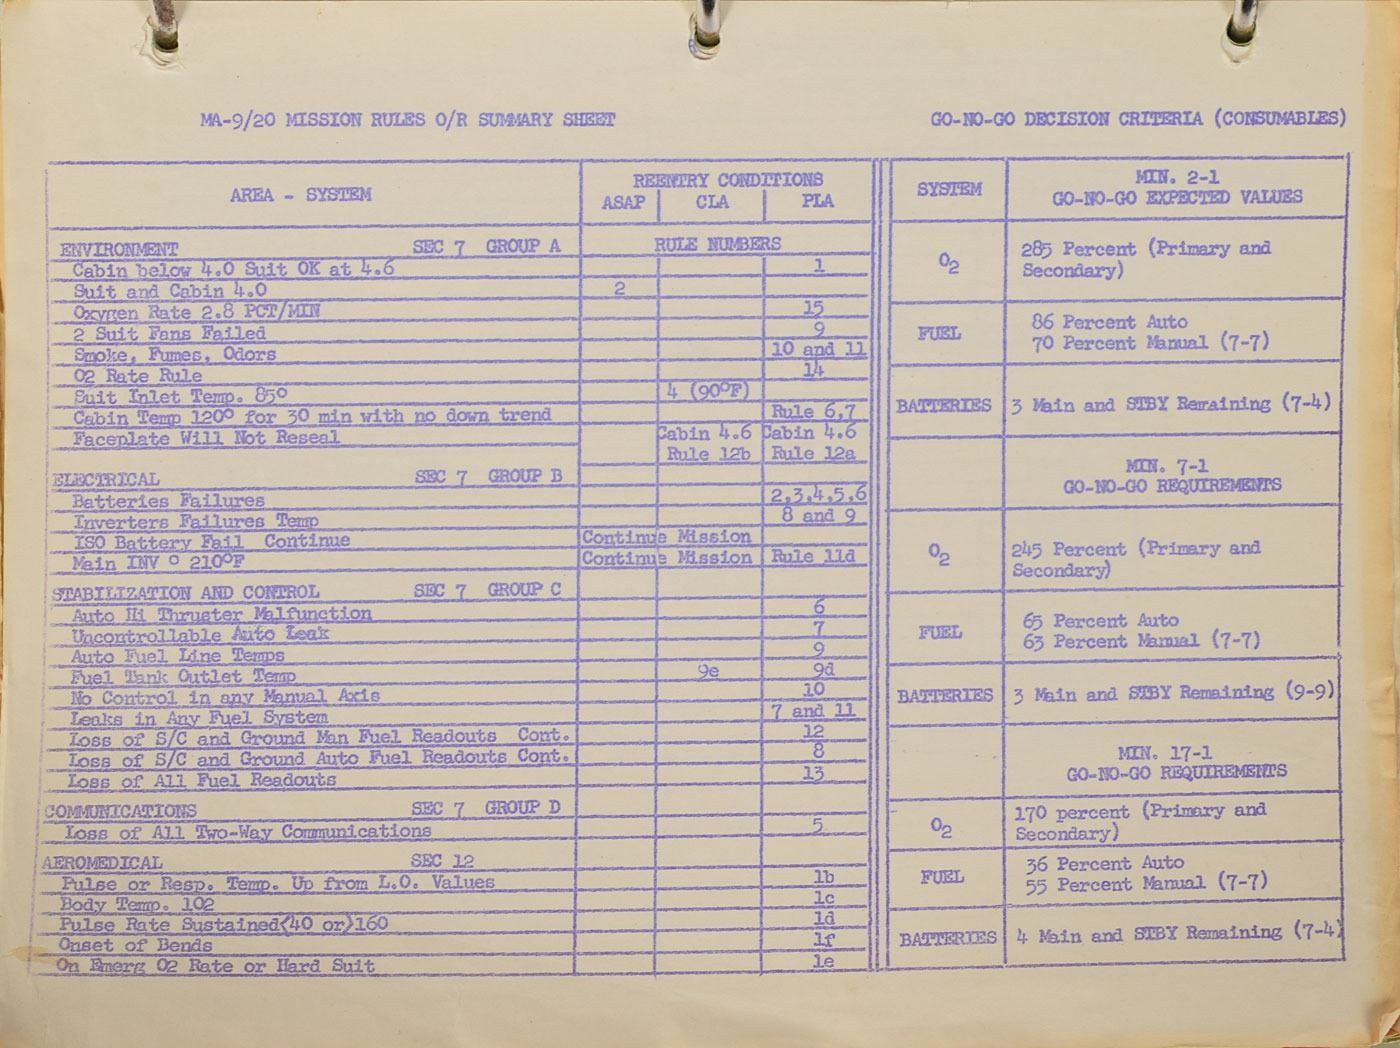 MA-9/20 MISSION RULES O/R SUMMARY SHEET
AREA - SYSTEM REENTRY CONDITIONS
ASAP CLA PLA
ENVIRONMENT SEC 7 GROUP A RULE NUMBERS
Cabin below 4.0 Suit OK at 4.6 1
Suit and Cabin 4.0 2
Oxygen Rate 2.8 PCT/MIN 15
2 Suit Fans Failed 9
Smoke, Fumes, Odors 10 and 11
O2 Rate Rule 14
Suit Inlet Temp. 85° 4 (90°F)
Cabin Temp 120° for 30 min with no down trend Rule 6,7
Faceplate Will Not Reseal Cabin 4.6 Cabin 4.6
Rule 12b Rule 12a
ELECTRICAL SEC 7 GROUP B
Batteries Failures 2,3,4,5,6
Inverters Failures Temp 8 and 9
ISO Battery Fail Continue Continue Mission
Main INV ° 210°F Continue Mission Rule 11d
STABILIZATION AND CONTROL SEC 7 GROUP C
Auto Hi Thruster Malfunction 6
Uncontrollable Auto Leak 7
Auto Fuel Line Temps 9
Fuel Tank Outlet Temp 9e 9d
No Control in any Manual Axis 10
Leaks in Any Fuel System 7 and 11
Loss of S/C and Ground Man Fuel Readouts Cont. 12
Loss of S/C and Ground Auto Fuel Readouts Cont. 8
Loss of All Fuel Readouts 13
COMMUNICATIONS SEC 7 GROUP D
Loss of All Two-Way Communications 5
AEROMEDICAL SEC 12
Pulse or Resp. Temp. Up from L.O. Values 1b
Body Temp. 102 1c
Pulse Rate Sustained<40 or>160 1d
Onset of Bends 1f
On Emerg O2 Rate or Hard Suit 1e
GO-NO-GO DECISION CRITERIA (CONSUMABLES)
SYSTEM MIN. 2-1
GO-NO-GO EXPECTED VALUES
O2 285 Percent (Primary and
Secondary)
FUEL 86 Percent Auto
70 Percent Manual (7-7)
BATTERIES 3 Main and STBY Remaining (7-4)
MIN. 7-1
GO-NO-GO REQUIREMENTS
O2 245 Percent (Primary and
Secondary)
FUEL 65 Percent Auto
63 Percent Manual (7-7)
BATTERIES 3 Main and STBY Remaining (9-9)
MIN. 17-1
GO-NO-GO REQUIREMENTS
O2 170 percent (Primary and
Secondary)
FUEL 36 Percent Auto
55 Percent Manual (7-7)
BATTERIES 4 Main and STBY Remaining (7-4)